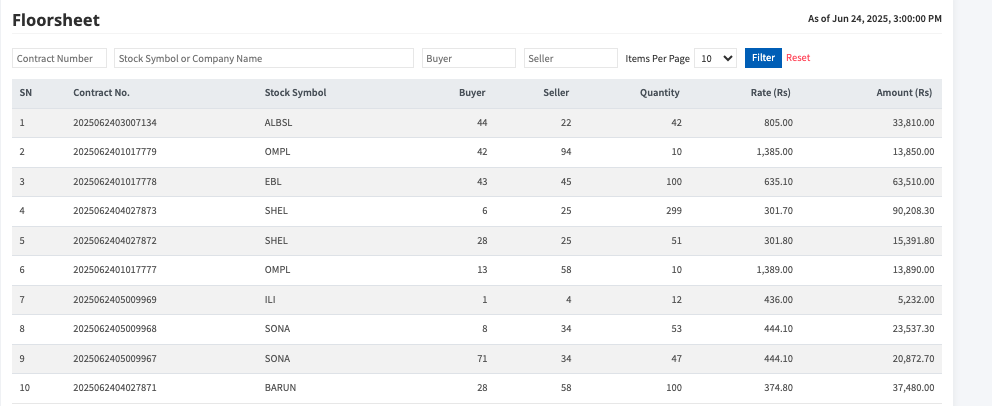 Floorsheet
As of Jun 24, 2025, 3:00:00 PM
Contract Number Stock Symbol or Company Name Buyer Seller Items Per Page 10 Filter Reset
SN Contract No. Stock Symbol Buyer Seller Quantity Rate (Rs) Amount (Rs)
1 2025062403007134 ALBSL 44 22 42 805.00 33,810.00
2 2025062401017779 OMPL 42 94 10 1,385.00 13,850.00
3 2025062401017778 EBL 43 45 100 635.10 63,510.00
4 2025062404027873 SHEL 6 25 299 301.70 90,208.30
5 2025062404027872 SHEL 28 25 51 301.80 15,391.80
6 2025062401017777 OMPL 13 58 10 1,389.00 13,890.00
7 2025062405009969 ILI 1 4 12 436.00 5,232.00
8 2025062405009968 SONA 8 34 53 444.10 23,537.30
9 2025062405009967 SONA 71 34 47 444.10 20,872.70
10 2025062404027871 BARUN 28 58 100 374.80 37,480.00